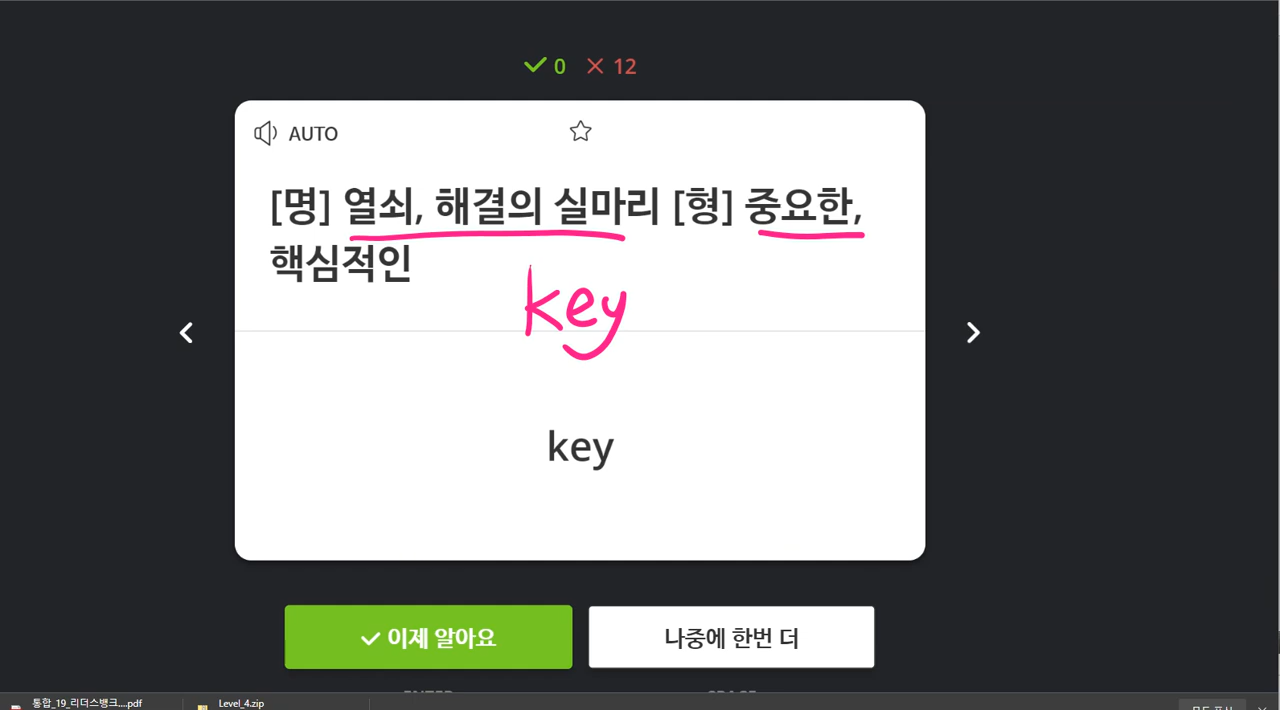 0 12
AUTO
[명] 열쇠, 해결의 실마리 [형] 중요한,
핵심적인
key
key
이제 알아요 나중에 한번 더
통합_19_리더스뱅크....pdf Level_4.zip